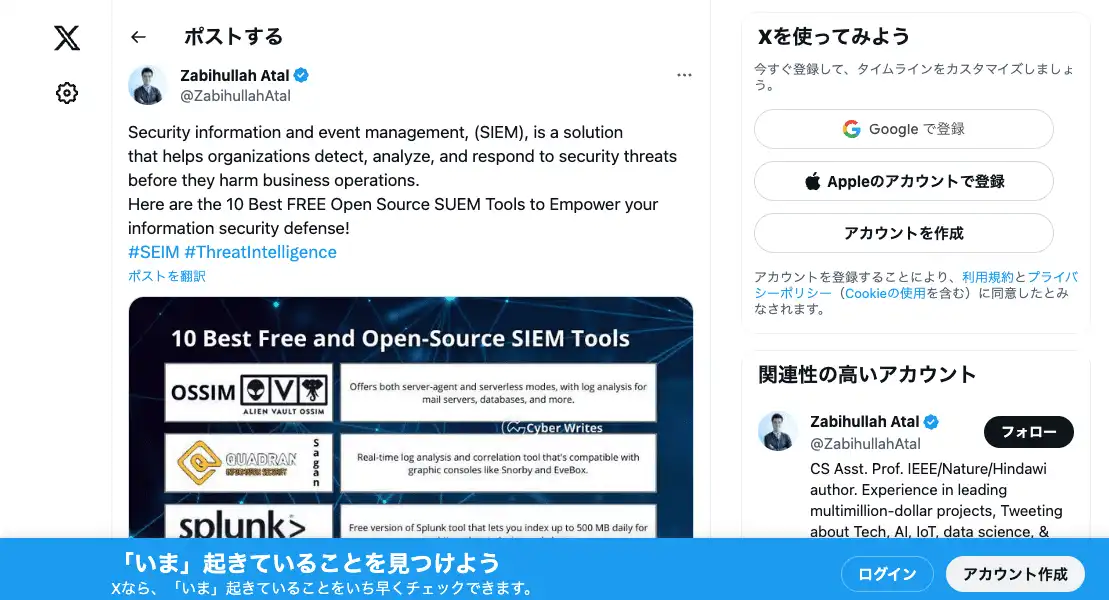 ポストする
Zabihullah Atal
@ZabihullahAtal
Security information and event management, (SIEM), is a solution
that helps organizations detect, analyze, and respond to security threats
before they harm business operations.
Here are the 10 Best FREE Open Source SUEM Tools to Empower your
information security defense!
#SEIM #ThreatIntelligence
ポストを翻訳
10 Best Free and Open-Source SIEM Tools
OSSIM
ALIEN VAULT OSSIM
Offers both server-agent and serverless modes, with log analysis for
mail servers, databases, and more.
Cyber Writes
QUADRAN
INFORMATION SECURITY
Sagan
Real-time log analysis and correlation tool that's compatible with
graphic consoles like Snorby and EveBox.
splunk>
Free version of Splunk tool that lets you index up to 500 MB daily for
Xを使ってみよう
今すぐ登録して、タイムラインをカスタマイズしましょ
う。
Google で登録
Appleのアカウントで登録
アカウントを作成
アカウントを登録することにより、利用規約とプライバ
シーポリシー（Cookieの使用を含む）に同意したとみ
なされます。
関連性の高いアカウント
Zabihullah Atal
@ZabihullahAtal
フォロー
CS Asst. Prof. IEEE/Nature/Hindawi
author. Experience in leading
multimillion-dollar projects, Tweeting
about Tech, AI, IoT, data science, &
「いま」起きていることを見つけよう
Xなら、「いま」起きていることをいち早くチェックできます。
ログイン
アカウント作成